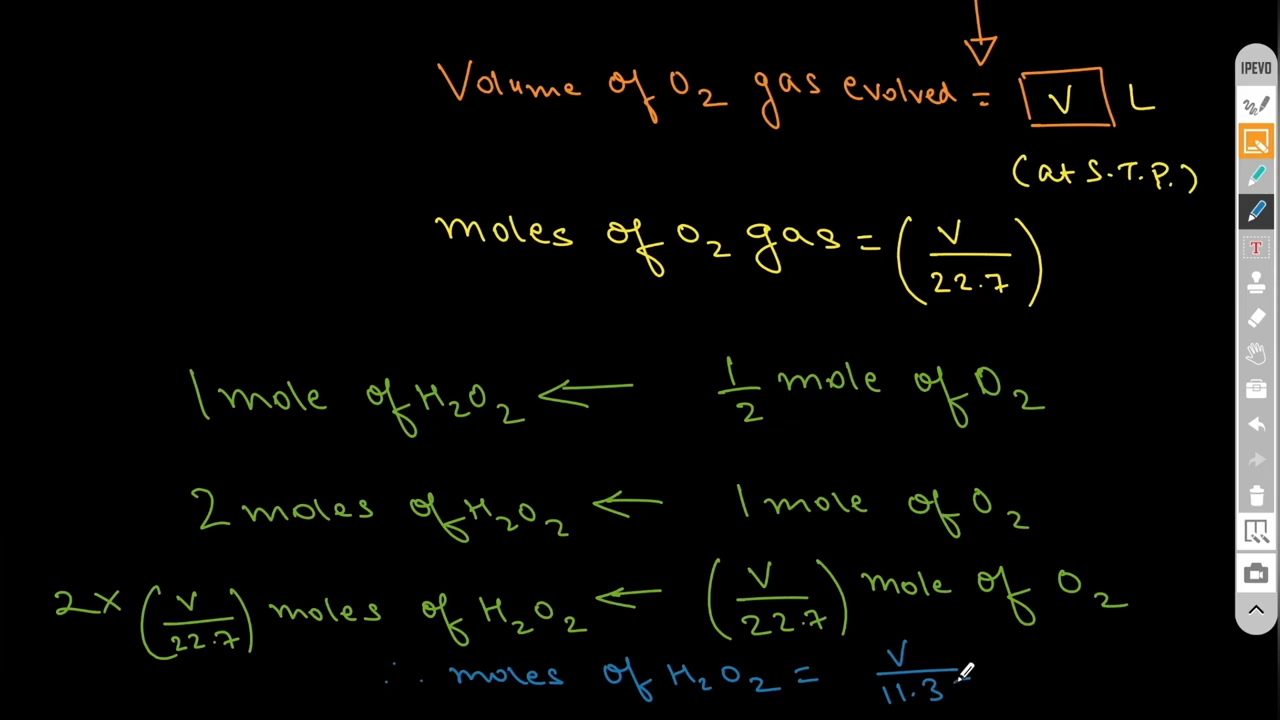 Volume of O₂ gas evolved = V L
(at S.T.P.)
moles of O₂ gas = (V/22.7)
1 mole of H₂O₂ ← 1/2 mole of O₂
2 moles of H₂O₂ ← 1 mole of O₂
2 × (V/22.7) moles of H₂O₂ ← (V/22.7) mole of O₂
∴ moles of H₂O₂ = V/11.3
IPEVO
T